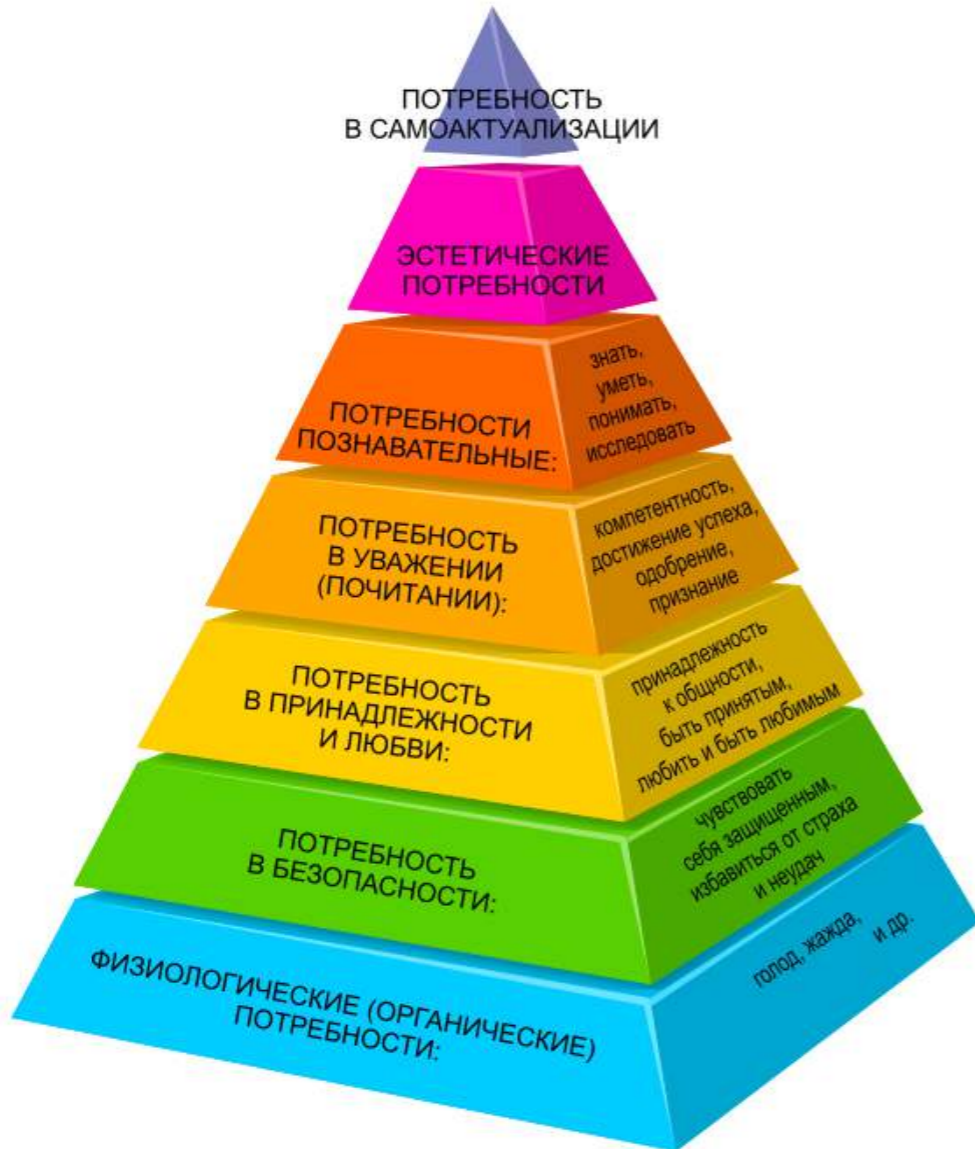 ПОТРЕБНОСТЬ
В САМОАКТУАЛИЗАЦИИ
ЭСТЕТИЧЕСКИЕ
ПОТРЕБНОСТИ
ПОТРЕБНОСТИ
ПОЗНАВАТЕЛЬНЫЕ:
знать,
уметь,
понимать,
исследовать
ПОТРЕБНОСТЬ
В УВАЖЕНИИ
(ПОЧИТАНИИ):
компетентность,
достижение успеха,
одобрение,
признание
ПОТРЕБНОСТЬ
В ПРИНАДЛЕЖНОСТИ
И ЛЮБВИ:
принадлежность
к общности,
быть принятым,
любить и быть любимым
ПОТРЕБНОСТЬ
В БЕЗОПАСНОСТИ:
чувствовать
себя защищенным,
избавиться от страха
и неудач
ФИЗИОЛОГИЧЕСКИЕ (ОРГАНИЧЕСКИЕ)
ПОТРЕБНОСТИ:
голод, жажда,
и др.